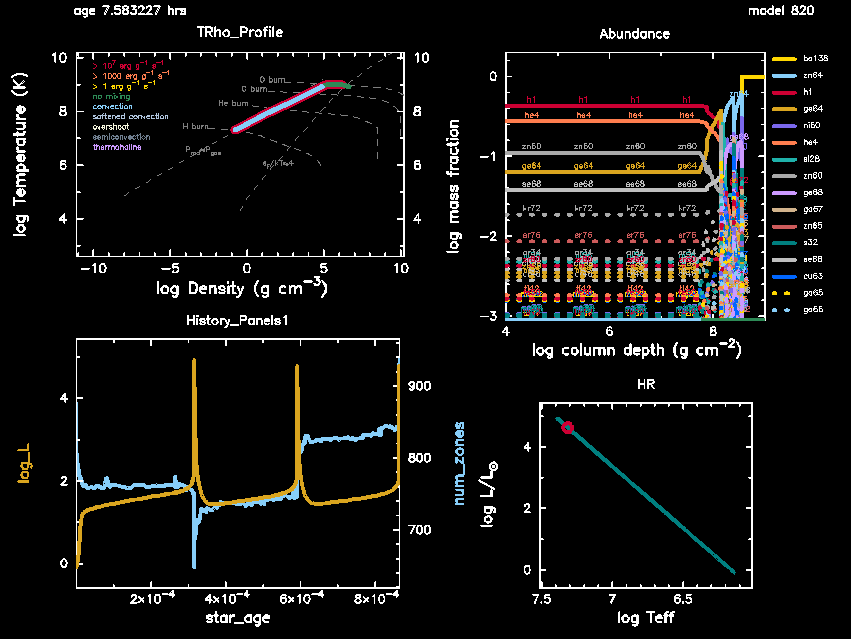 age 7.583227 hrs
model 820
TRho_Profile
log Temperature (K)
10
8
6
4
10
8
6
4
> 10⁷ erg g⁻¹ s⁻¹
> 1000 erg g⁻¹ s⁻¹
> 1 erg g⁻¹ s⁻¹
no mixing
convection
softened convection
overshoot
semiconvection
thermohaline
O burn
C burn
He burn
H burn
−10
−5
0
5
10
log Density (g cm⁻³)
Abundance
log mass fraction
0
−1
−2
−3
h1 h1 h1 h1
he4 he4 he4 he4
zn60 zn60 zn60 zn60
ge64 ge64 ge64 ge64
se68 se68 se68 se68
kr72 kr72 kr72 kr72
sr76 sr76 sr76 sr76
4
6
8
log column depth (g cm⁻²)
ba138
zn64
h1
ge64
ni60
he4
si28
zn60
ge68
ga67
zn65
s32
se68
cu63
ga65
ga66
History_Panels1
log_L
4
2
0
900
800
700
num_zones
2×10⁻⁴
4×10⁻⁴
6×10⁻⁴
8×10⁻⁴
star_age
HR
log L/L☉
4
2
0
7.5
7
6.5
log Teff